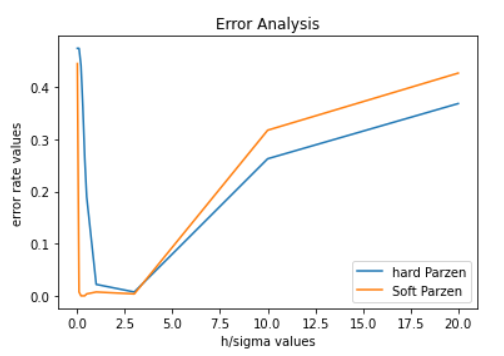 Error Analysis
error rate values
0.4
0.3
0.2
0.1
0.0
hard Parzen
Soft Parzen
0.0 2.5 5.0 7.5 10.0 12.5 15.0 17.5 20.0
h/sigma values